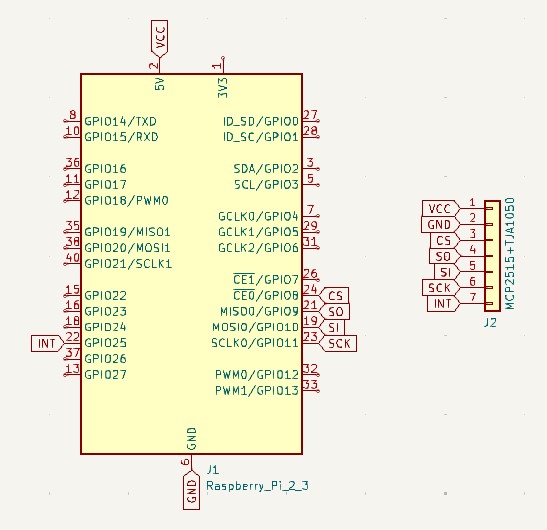 VCC
2
1
5V
3V3
8 GPIO14/TXD
ID_SD/GPIO0 27
10 GPIO15/RXD
ID_SC/GPIO1 28
36 GPIO16
SDA/GPIO2 3
11 GPIO17
SCL/GPIO3 5
12 GPIO18/PWM0
GCLK0/GPIO4 7
35 GPIO19/MISO1
GCLK1/GPIO5 29
38 GPIO20/MOSI1
GCLK2/GPIO6 31
40 GPIO21/SCLK1
CE1/GPIO7 26
15 GPIO22
CE0/GPIO8 24 CS
16 GPIO23
MISO0/GPIO9 21 SO
18 GPIO24
MOSI0/GPIO10 19 SI
INT 22 GPIO25
SCLK0/GPIO11 23 SCK
37 GPIO26
13 GPIO27
PWM0/GPIO12 32
PWM1/GPIO13 33
GND
6
GND
J1
Raspberry_Pi_2_3
VCC 1
GND 2
CS 3
SO 4
SI 5
SCK 6
INT 7
MCP2515+TJA1050
J2